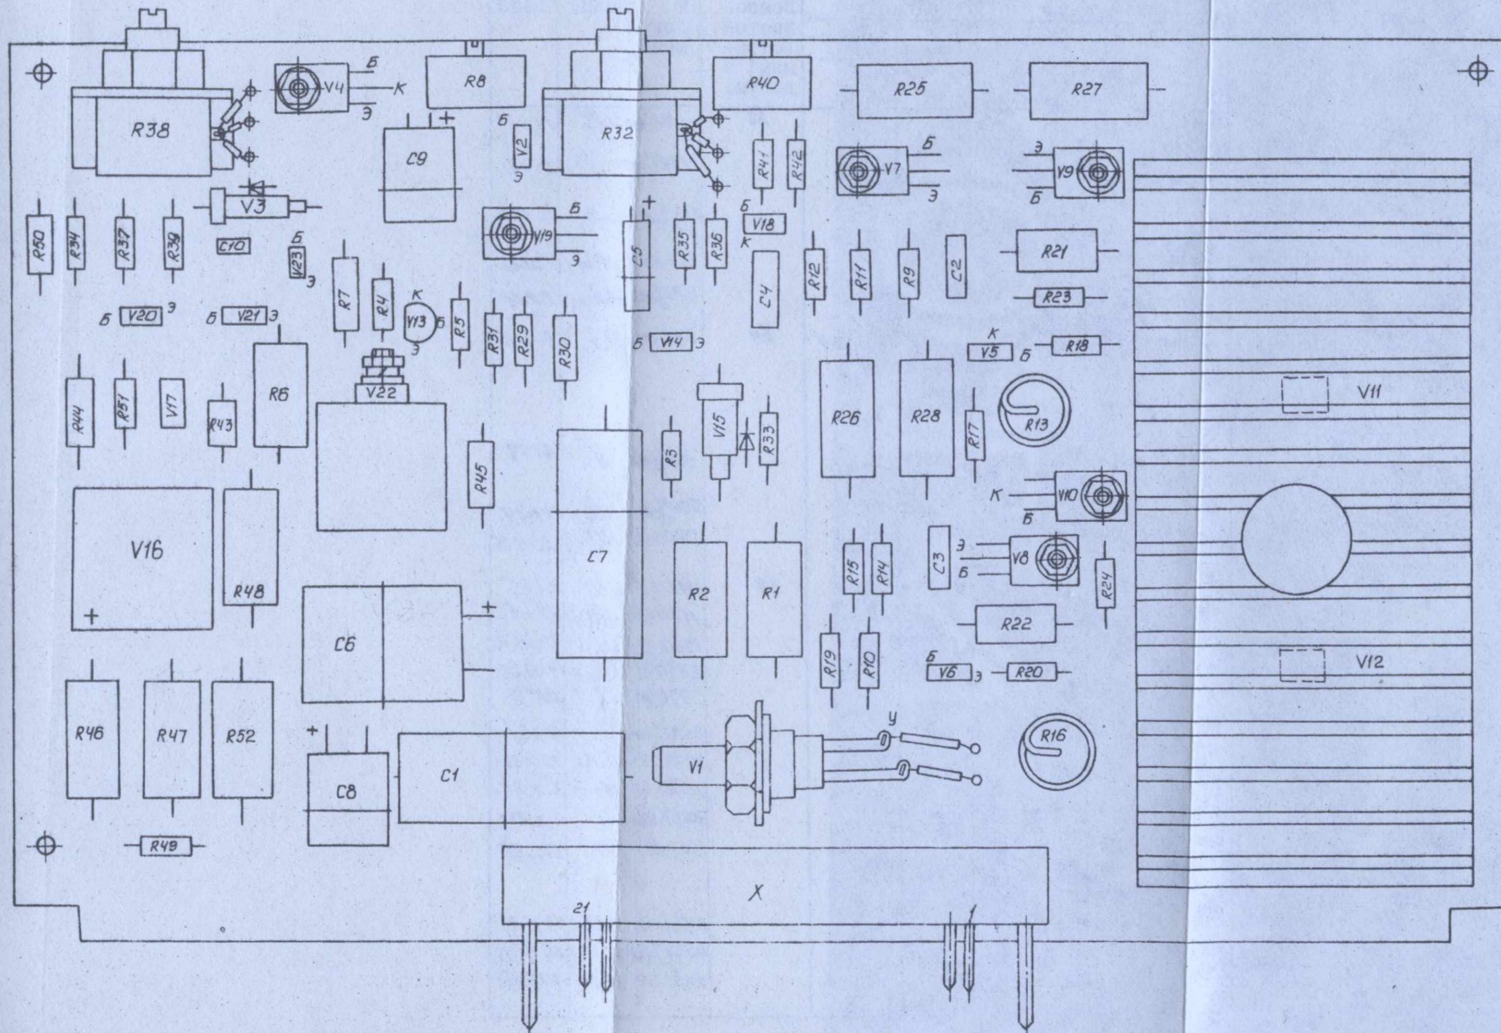 R38
V4
Б
К
Э
R8
R32
R40
R25
R27
C9
+
Б
V2
Э
R41
R42
Б
V7
Э
Э
V9
Б
R50
R34
R37
R39
V3
C10
Б
V23
Э
V19
Б
Э
+
C5
R35
R36
Б
V18
К
C4
R12
R11
R9
C2
R21
R23
Б
V20
Э
Б
V21
Э
R7
R4
К
V13
Б
Э
R5
R31
R29
R30
Б
V14
Э
К
V5
Б
R18
R44
R51
V17
R43
R6
V22
R45
R3
V15
R33
R26
R28
R17
R13
V11
V16
+
R48
C7
К
V10
Б
C6
+
R2
R1
R15
R14
C3
Э
Б
V8
R24
R22
R19
R10
Б
V6
Э
R20
V12
R46
R47
R52
+
C8
C1
V1
У
R16
R49
X
21
1